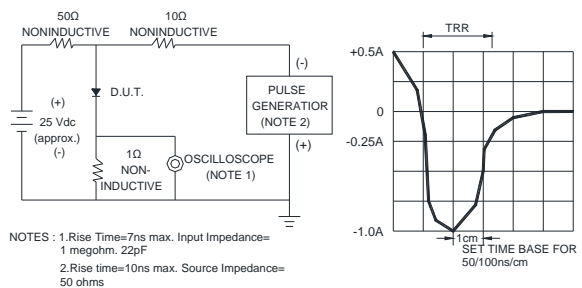 50Ω
NONINDUCTIVE
10Ω
NONINDUCTIVE
(+)
25 Vdc
(approx.)
(-)
D.U.T.
1Ω
NON-
INDUCTIVE
OSCILLOSCOPE
(NOTE 1)
(-)
PULSE
GENERATIOR
(NOTE 2)
(+)
NOTES : 1.Rise Time=7ns max. Input Impedance=
1 megohm. 22pF
2.Rise time=10ns max. Source Impedance=
50 ohms
TRR
+0.5A
0
-0.25A
-1.0A
1cm
SET TIME BASE FOR
50/100ns/cm